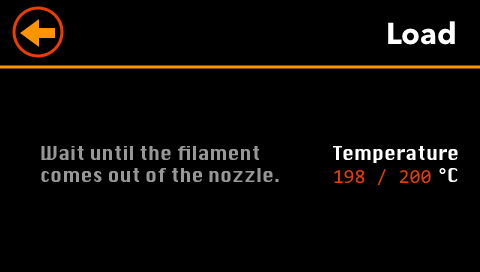 Load
Wait until the filament
comes out of the nozzle.
Temperature
198 / 200 °C